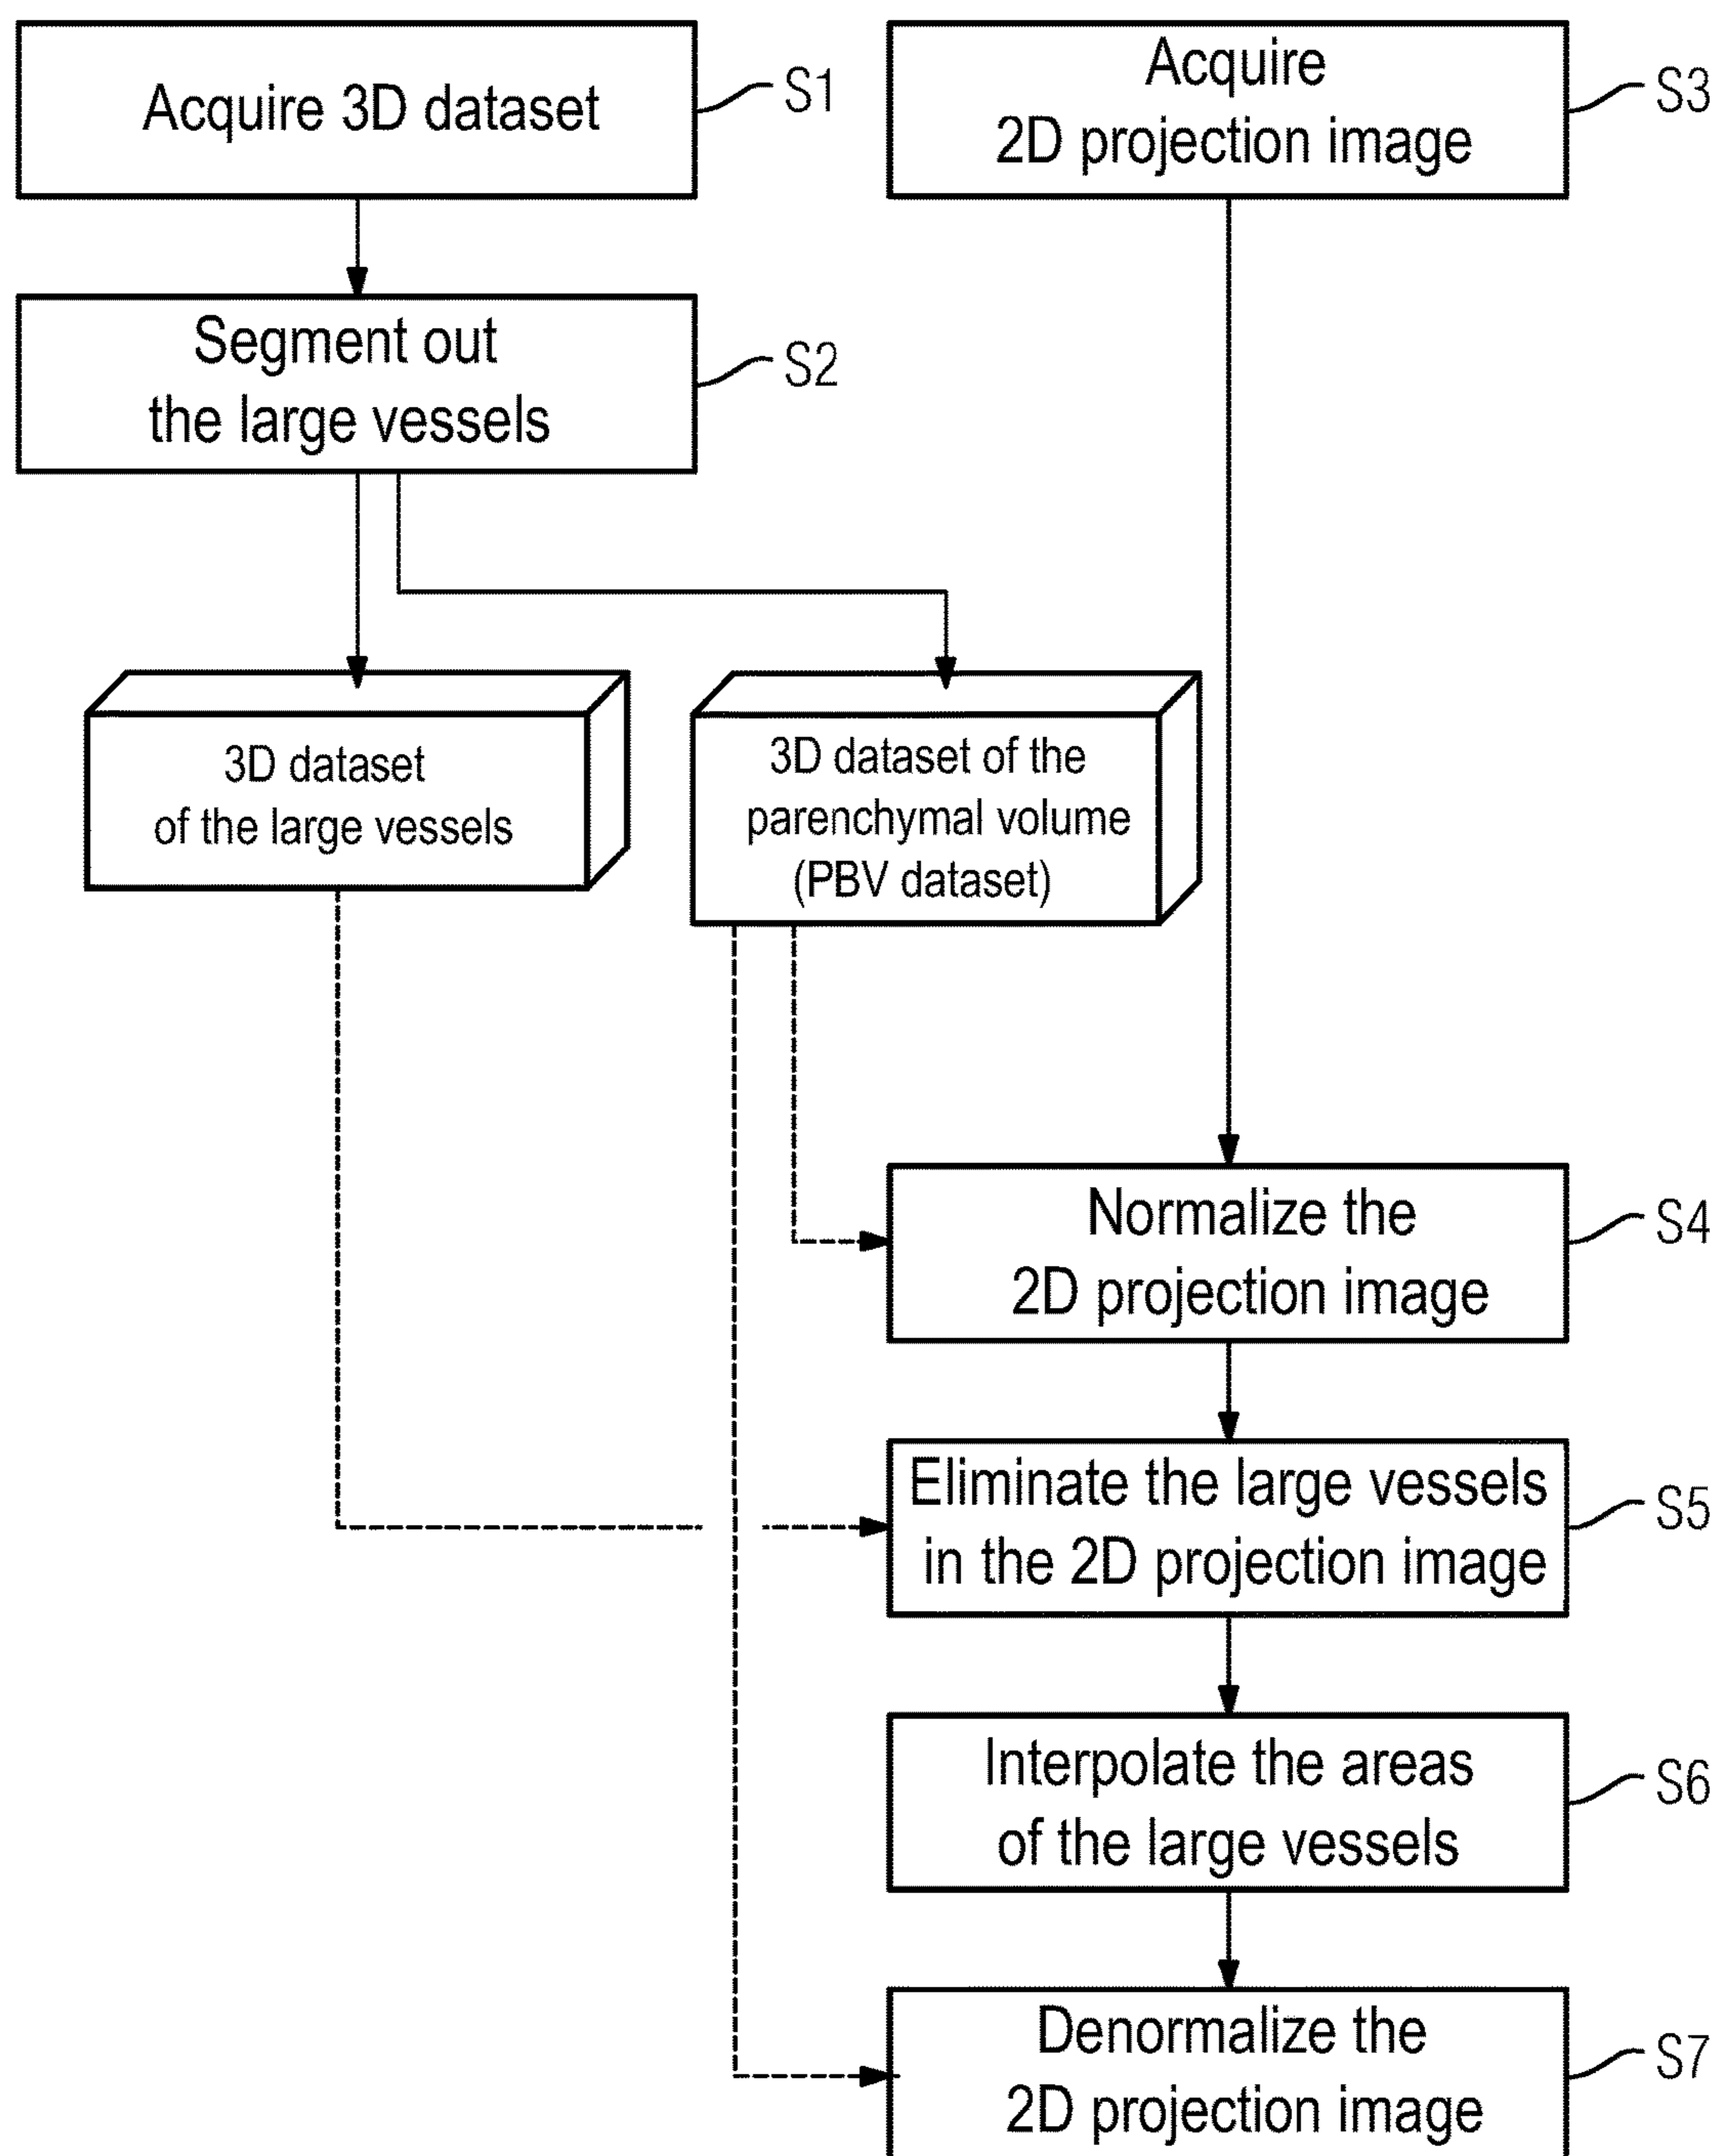 Acquire 3D dataset
S1
Acquire
2D projection image
S3
Segment out
the large vessels
S2
3D dataset
of the large vessels
3D dataset of the
parenchymal volume
(PBV dataset)
Normalize the
2D projection image
S4
Eliminate the large vessels
in the 2D projection image
S5
Interpolate the areas
of the large vessels
S6
Denormalize the
2D projection image
S7